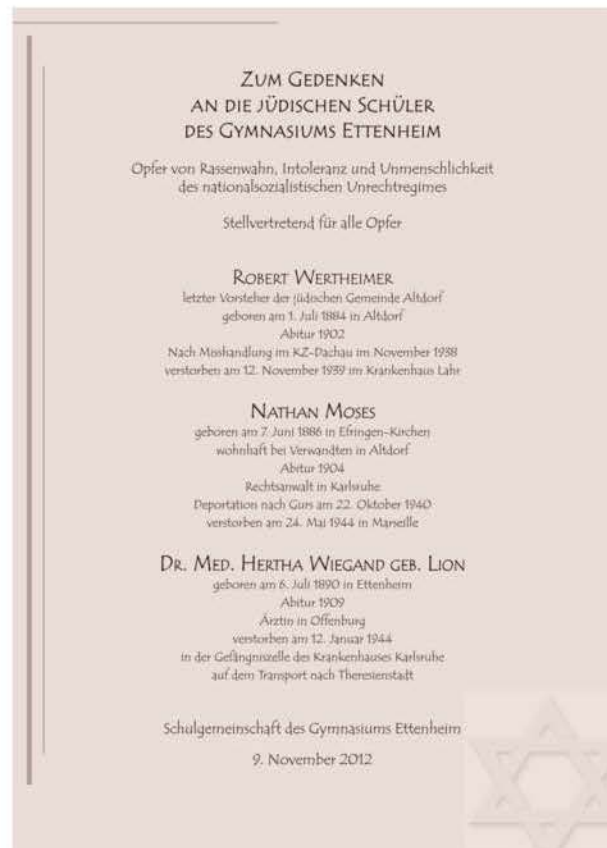 Zum Gedenken
an die jüdischen Schüler
des Gymnasiums Ettenheim
Opfer von Rassenwahn, Intoleranz und Unmenschlichkeit
des nationalsozialistischen Unrechtregimes
Stellvertretend für alle Opfer
Robert Wertheimer
letzter Vorsteher der jüdischen Gemeinde Altdorf
geboren am 1. Juli 1884 in Altdorf
Abitur 1902
Nach Misshandlung im KZ-Dachau im November 1938
verstorben am 12. November 1939 im Krankenhaus Lahr
Nathan Moses
geboren am 7. Juni 1886 in Efringen-Kirchen
wohnhaft bei Verwandten in Altdorf
Abitur 1904
Rechtsanwalt in Karlsruhe
Deportation nach Gurs am 22. Oktober 1940
verstorben am 24. Mai 1944 in Marseille
Dr. Med. Hertha Wiegand geb. Lion
geboren am 6. Juli 1890 in Ettenheim
Abitur 1909
Ärztin in Offenburg
verstorben am 12. Januar 1944
in der Gefängniszelle des Krankenhauses Karlsruhe
auf dem Transport nach Theresienstadt
Schulgemeinschaft des Gymnasiums Ettenheim
9. November 2012